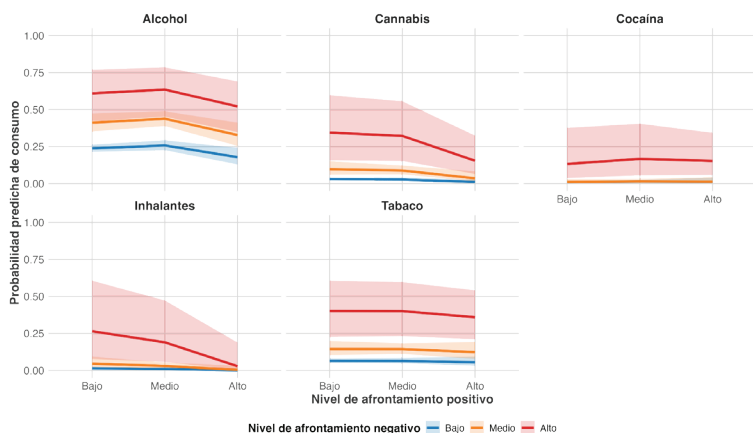 Alcohol
Cannabis
Cocaína
1.00
0.75
0.50
0.25
0.00
Bajo Medio Alto
Inhalantes
Tabaco
1.00
0.75
0.50
0.25
0.00
Bajo Medio Alto
Bajo Medio Alto
Probabilidad predicha de consumo
Nivel de afrontamiento positivo
Nivel de afrontamiento negativo Bajo Medio Alto